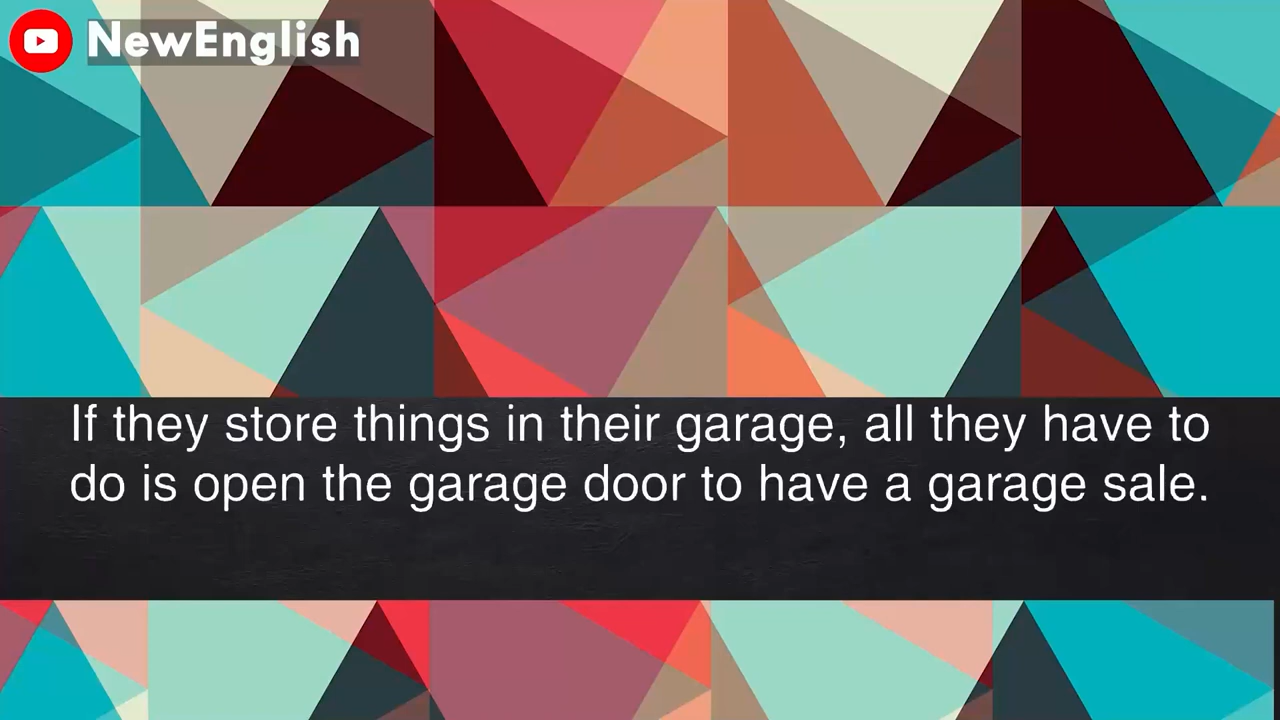 NewEnglish
If they store things in their garage, all they have to
do is open the garage door to have a garage sale.